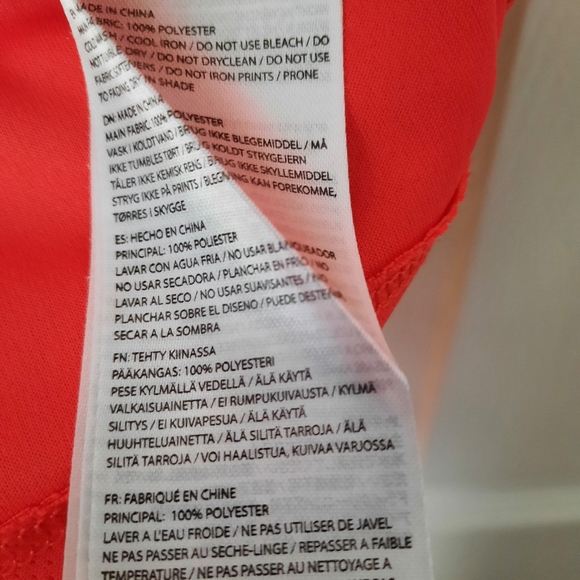 MADE IN CHINA
FABRIC: 100% POLYESTER
COOL WASH / COOL IRON / DO NOT USE BLEACH / DO
NOT TUMBLE DRY / DO NOT DRYCLEAN / DO NOT USE
FABRIC SOFTENERS / DO NOT IRON PRINTS / PRONE
TO FADING DRY IN SHADE
DN: MADE IN CHINA
MAIN FABRIC: 100% POLYESTER
VASK I KOLDT VAND / BRUG IKKE BLEGEMIDDEL / MÅ
IKKE TUMBLES TØRT / BRUG KOLDT STRYGEJERN
TÅLER IKKE KEMISK RENS / BRUG IKKE SKYLLEMIDDEL
STRYG IKKE PÅ PRINTS / BLEGNING KAN FOREKOMME,
TØRRES I SKYGGE
ES: HECHO EN CHINA
PRINCIPAL: 100% POLIESTER
LAVAR CON AGUA FRIA / NO USAR BLANQUEADOR
NO USAR SECADORA / PLANCHAR EN FRIO / NO
LAVAR AL SECO / NO USAR SUAVISANTES / NO
PLANCHAR SOBRE EL DISENO / PUEDE DESTEÑIR
SECAR A LA SOMBRA
FN: TEHTY KIINASSA
PÄÄKANGAS: 100% POLYESTERI
PESE KYLMÄLLÄ VEDELLÄ / ÄLÄ KÄYTÄ
VALKAISUAINETTA / EI RUMPUKUIVAUSTA / KYLMÄ
SILITYS / EI KUIVAPESUA / ÄLÄ KÄYTÄ
HUUHTELUAINETTA / ÄLÄ SILITÄ TARROJA / ÄLÄ
SILITÄ TARROJA / VOI HAALISTUA, KUIVAA VARJOSSA
FR: FABRIQUÉ EN CHINE
PRINCIPAL: 100% POLYESTER
LAVER A L'EAU FROIDE / NE PAS UTILISER DE JAVEL
NE PAS PASSER AU SECHE-LINGE / REPASSER A FAIBLE
TEMPERATURE / NE PAS PASSER AU NETTOYAGE A